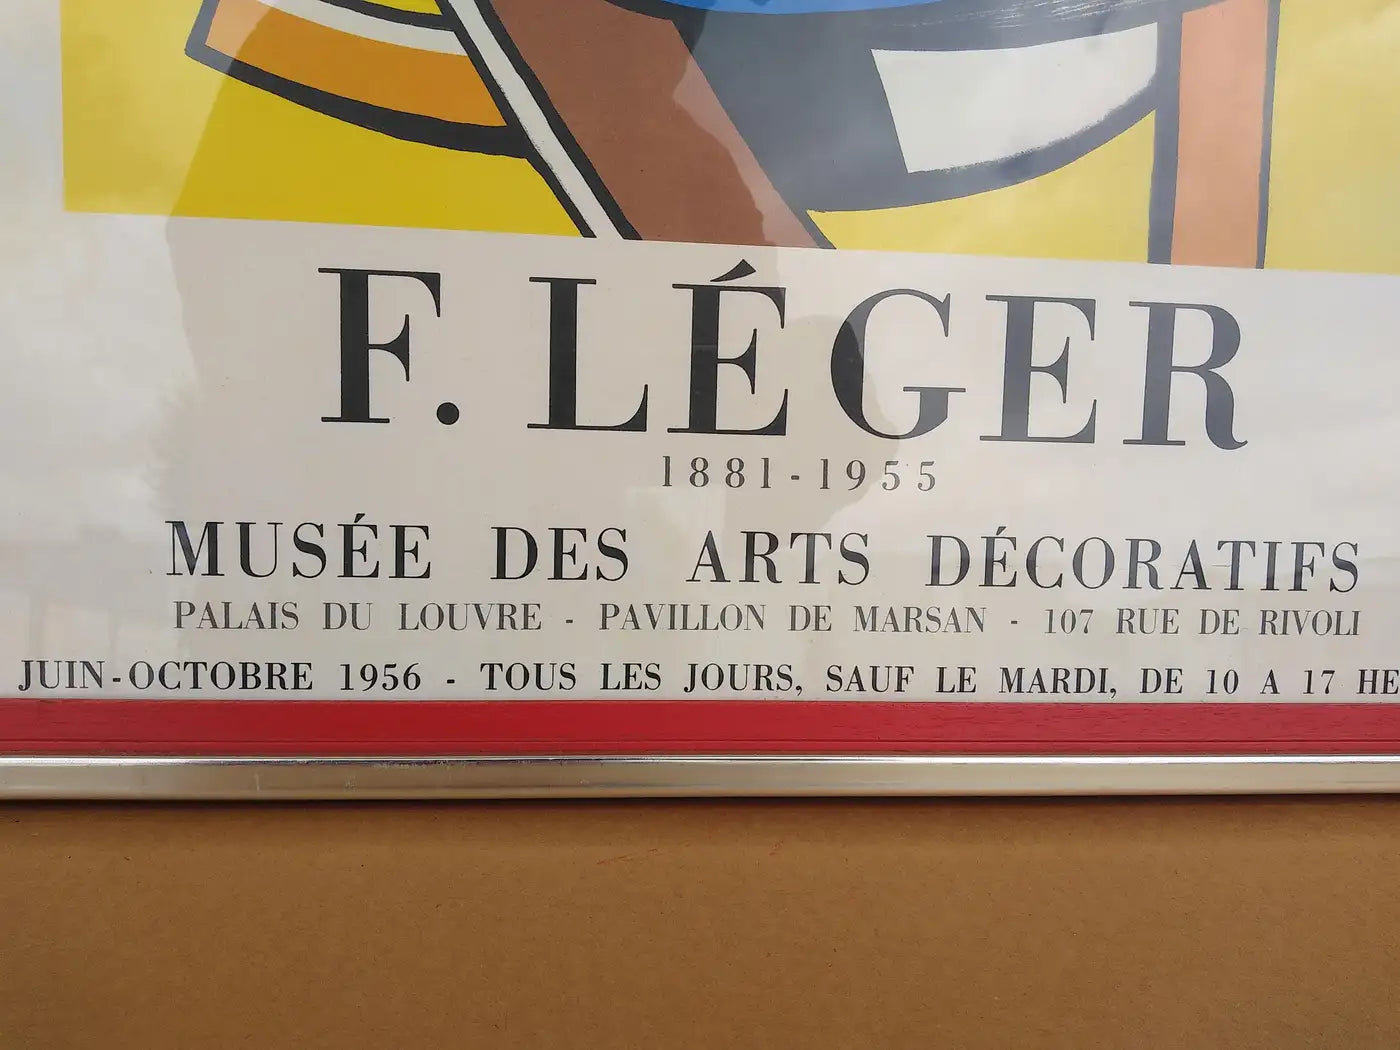 F. LÉGER
1881-1955
MUSÉE DES ARTS DÉCORATIFS
PALAIS DU LOUVRE - PAVILLON DE MARSAN - 107 RUE DE RIVOLI
JUIN-OCTOBRE 1956 - TOUS LES JOURS, SAUF LE MARDI, DE 10 A 17 HE